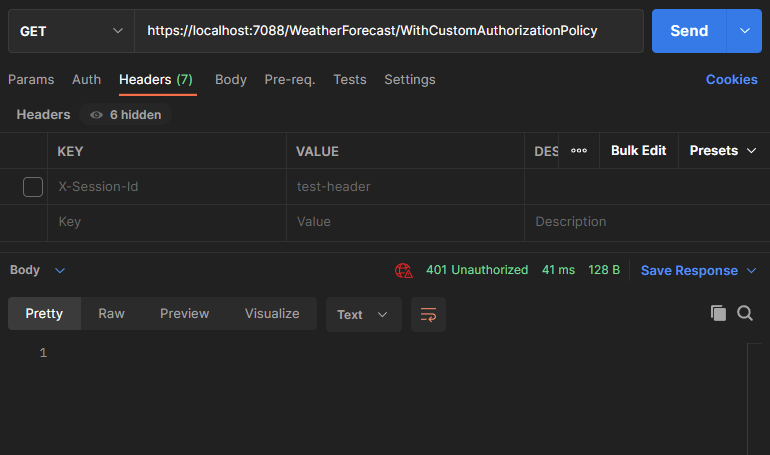 GET https://localhost:7088/WeatherForecast/WithCustomAuthorizationPolicy Send
Params Auth Headers (7) Body Pre-req. Tests Settings Cookies
Headers 6 hidden
KEY VALUE DES Bulk Edit Presets
X-Session-Id test-header
Key Value Description
Body 401 Unauthorized 41 ms 128 B Save Response
Pretty Raw Preview Visualize Text
1